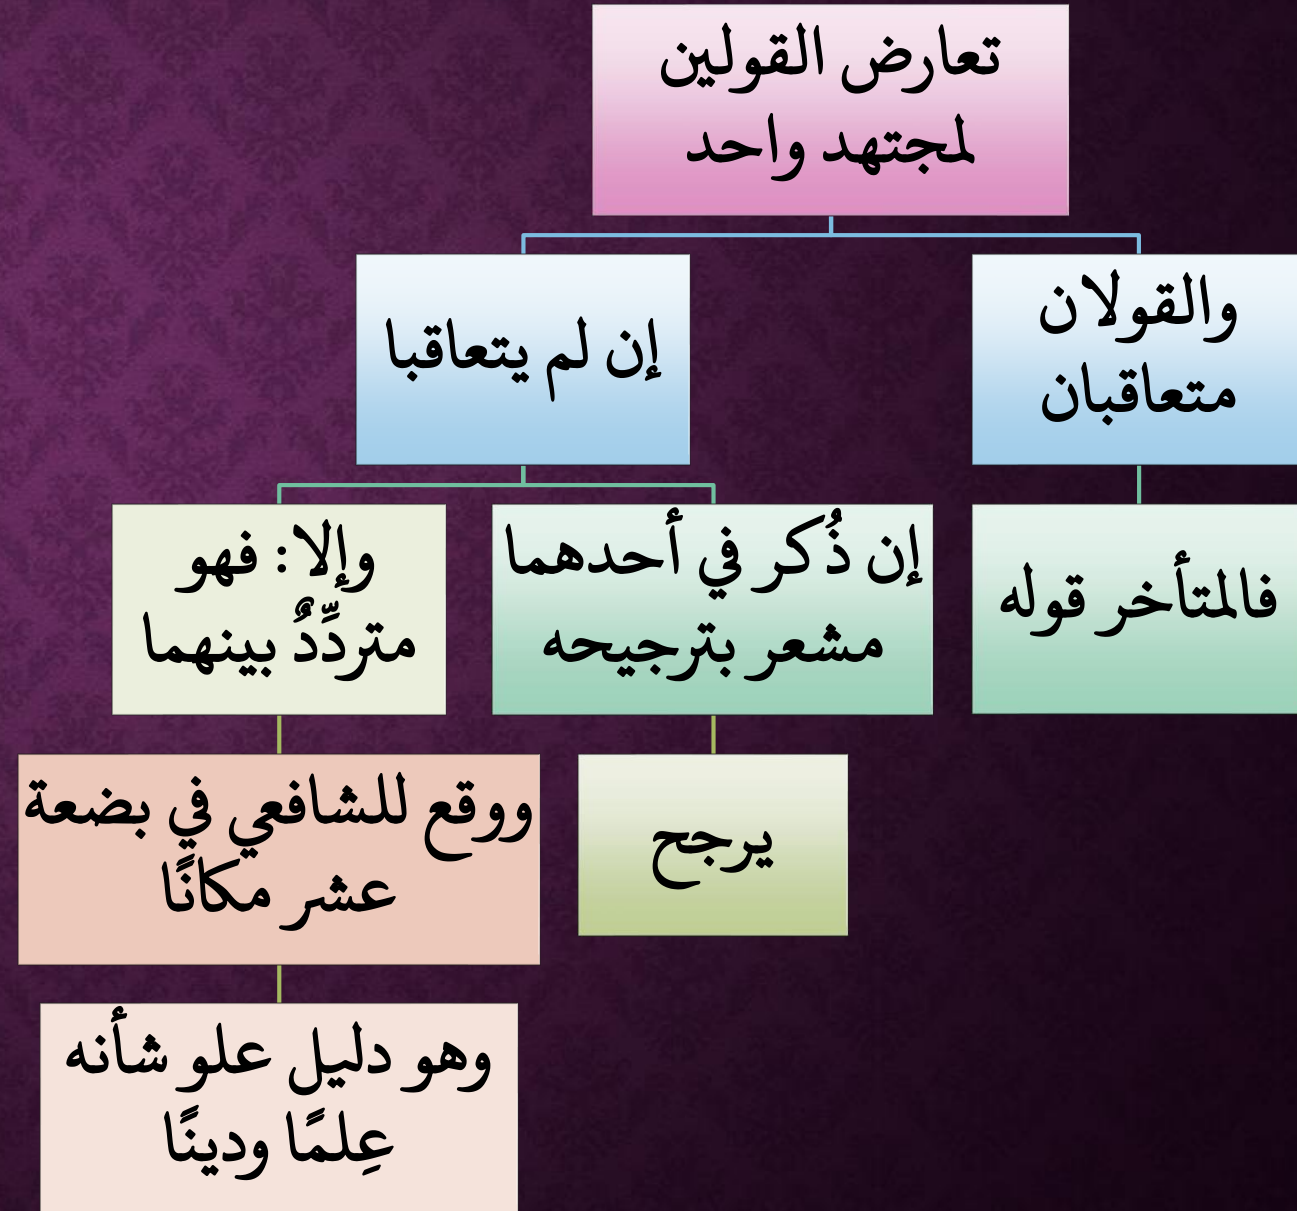 تعارض القولين
لمجتهد واحد
والقولان
متعاقبان
إن لم يتعاقبا
فالمتأخر قوله
إن ذُكر في أحدهما
مشعر بترجيحه
وإلا: فهو
متردِّدٌ بينهما
يرجح
ووقع للشافعي في بضعة
عشر مكانًا
وهو دليل علو شأنه
عِلمًا ودينًا